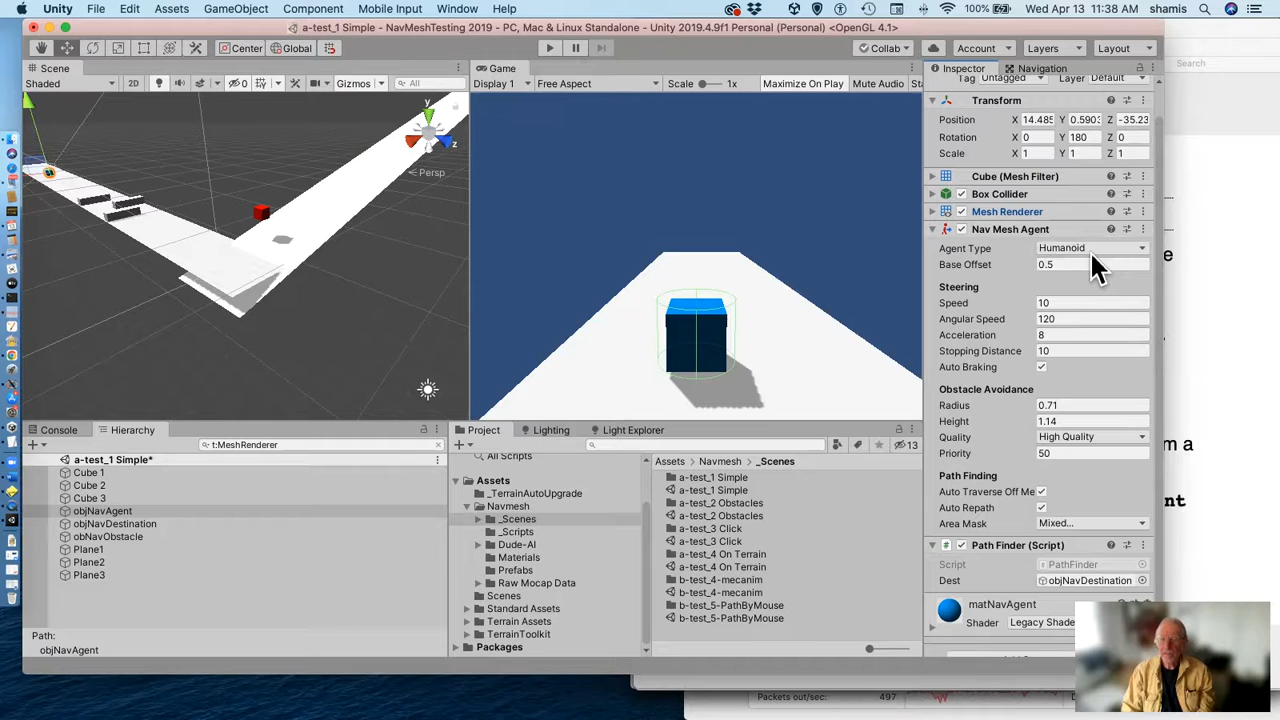 Unity File Edit Assets GameObject Component Mobile Input Window Help 100% Wed Apr 13 11:38 AM shamis
a-test_1 Simple - NavMeshTesting 2019 - PC, Mac & Linux Standalone - Unity 2019.4.9f1 Personal (Personal) <OpenGL 4.1>
Center Global Collab Account Layers Layout
Scene Game Inspector Navigation
Search
Shaded 2D 0 Gizmos All Display 1 Free Aspect Scale 1x Maximize On Play Mute Audio
Tag Untagged Layer Default
y
z
Persp
Transform
Position X 14.485 Y 0.5903 Z -35.23
Rotation X 0 Y 180 Z 0
Scale X 1 Y 1 Z 1
Cube (Mesh Filter)
Box Collider
Mesh Renderer
Nav Mesh Agent
Agent Type Humanoid
Base Offset 0.5
Steering
Speed 10
Angular Speed 120
Acceleration 8
Stopping Distance 10
Auto Braking
Obstacle Avoidance
Radius 0.71
Height 1.14
Quality High Quality
Priority 50
Path Finding
Auto Traverse Off Me
Auto Repath
Area Mask Mixed...
Path Finder (Script)
Script PathFinder
Dest objNavDestination
matNavAgent
Shader Legacy Shade
Console Hierarchy
t:MeshRenderer
a-test_1 Simple*
Cube 1
Cube 2
Cube 3
objNavAgent
objNavDestination
obNavObstacle
Plane1
Plane2
Plane3
Path:
objNavAgent
Project Lighting Light Explorer
13
All Scripts
Assets
_TerrainAutoUpgrade
Navmesh
_Scenes
_Scripts
Dude-AI
Materials
Prefabs
Raw Mocap Data
Scenes
Standard Assets
Terrain Assets
TerrainToolkit
Packages
Assets Navmesh _Scenes
a-test_1 Simple
a-test_1 Simple
a-test_2 Obstacles
a-test_2 Obstacles
a-test_3 Click
a-test_3 Click
a-test_4 On Terrain
a-test_4 On Terrain
b-test_4-mecanim
b-test_4-mecanim
b-test_5-PathByMouse
b-test_5-PathByMouse
Packets out/sec: 497